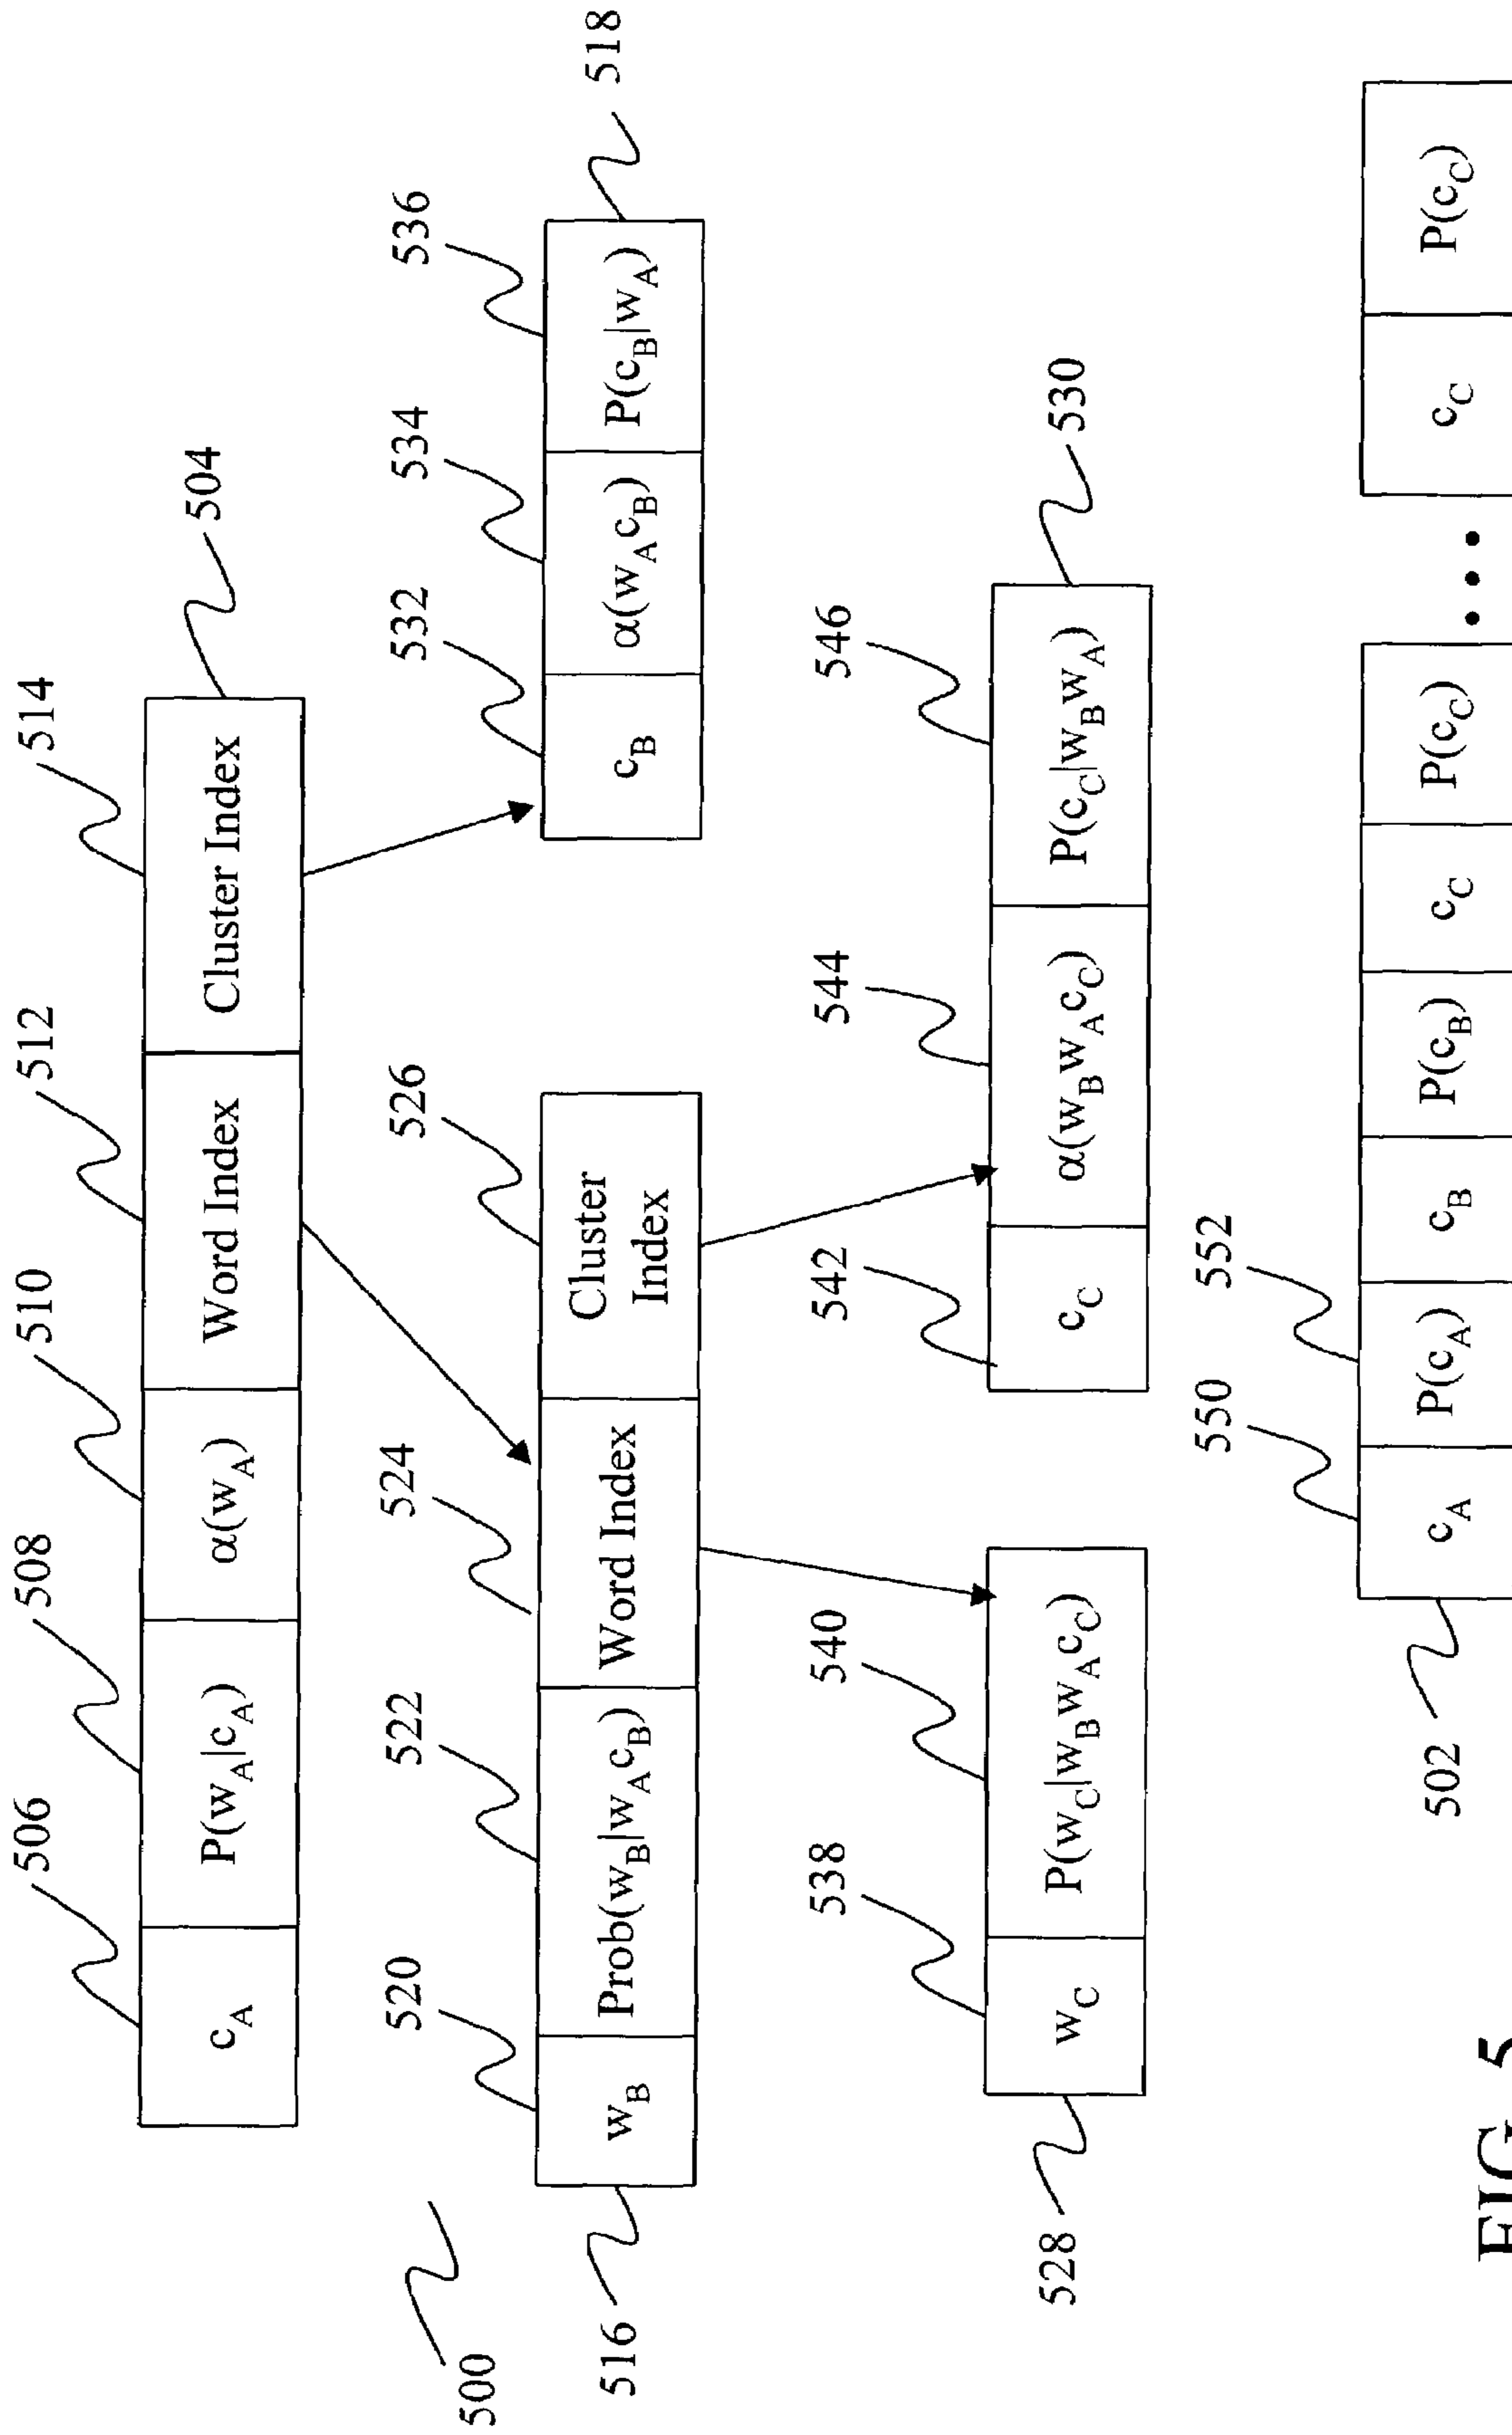 506 508 510 512 514
c_A P(w_A|c_A) α(w_A) Word Index Cluster Index
504
500
520 522 524 526 532 534 536
w_B Prob(w_B|w_A c_B) Word Index Cluster Index
c_B α(w_A c_B) P(c_B|w_A)
516 518
538 540 542 544 546
w_C P(w_C|w_B w_A c_C)
c_C α(w_B w_A c_C) P(c_C|w_B w_A)
528 530
550 552
c_A P(c_A) c_B P(c_B) c_C P(c_C) ••• c_C P(c_C)
502
FIG. 5